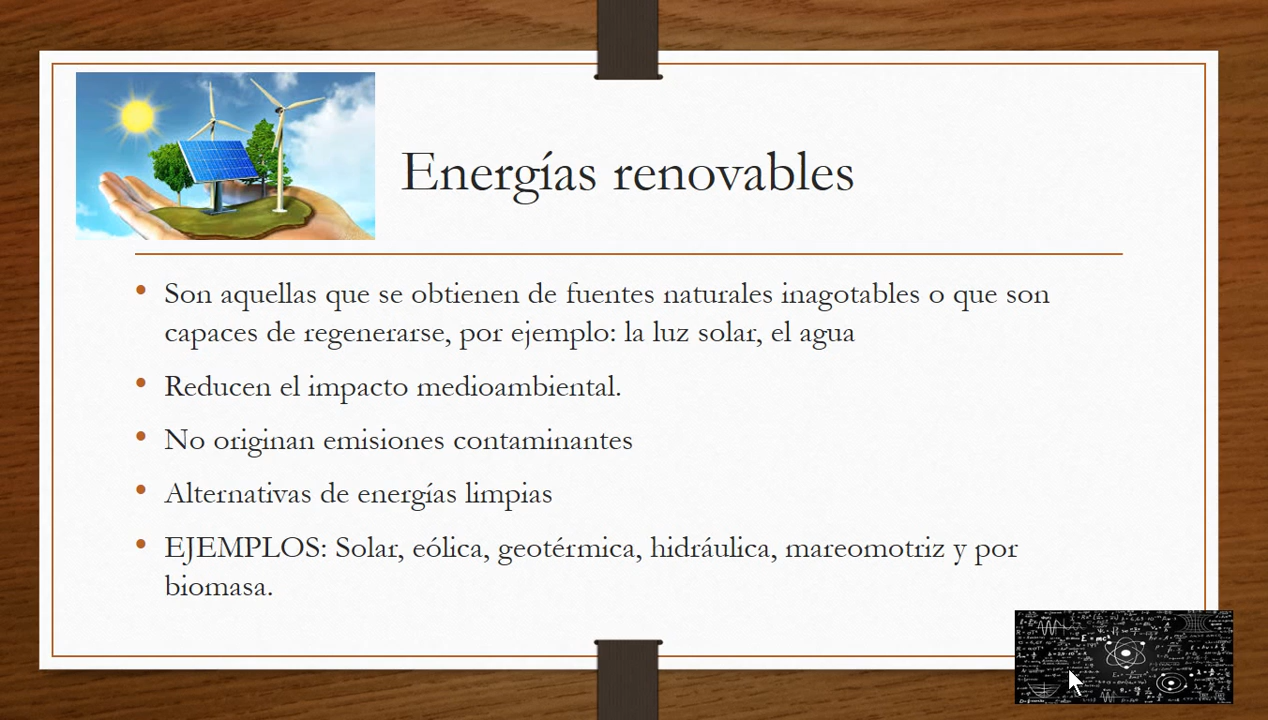 Energías renovables
• Son aquellas que se obtienen de fuentes naturales inagotables o que son
capaces de regenerarse, por ejemplo: la luz solar, el agua
• Reducen el impacto medioambiental.
• No originan emisiones contaminantes
• Alternativas de energías limpias
• EJEMPLOS: Solar, eólica, geotérmica, hidráulica, mareomotriz y por
biomasa.